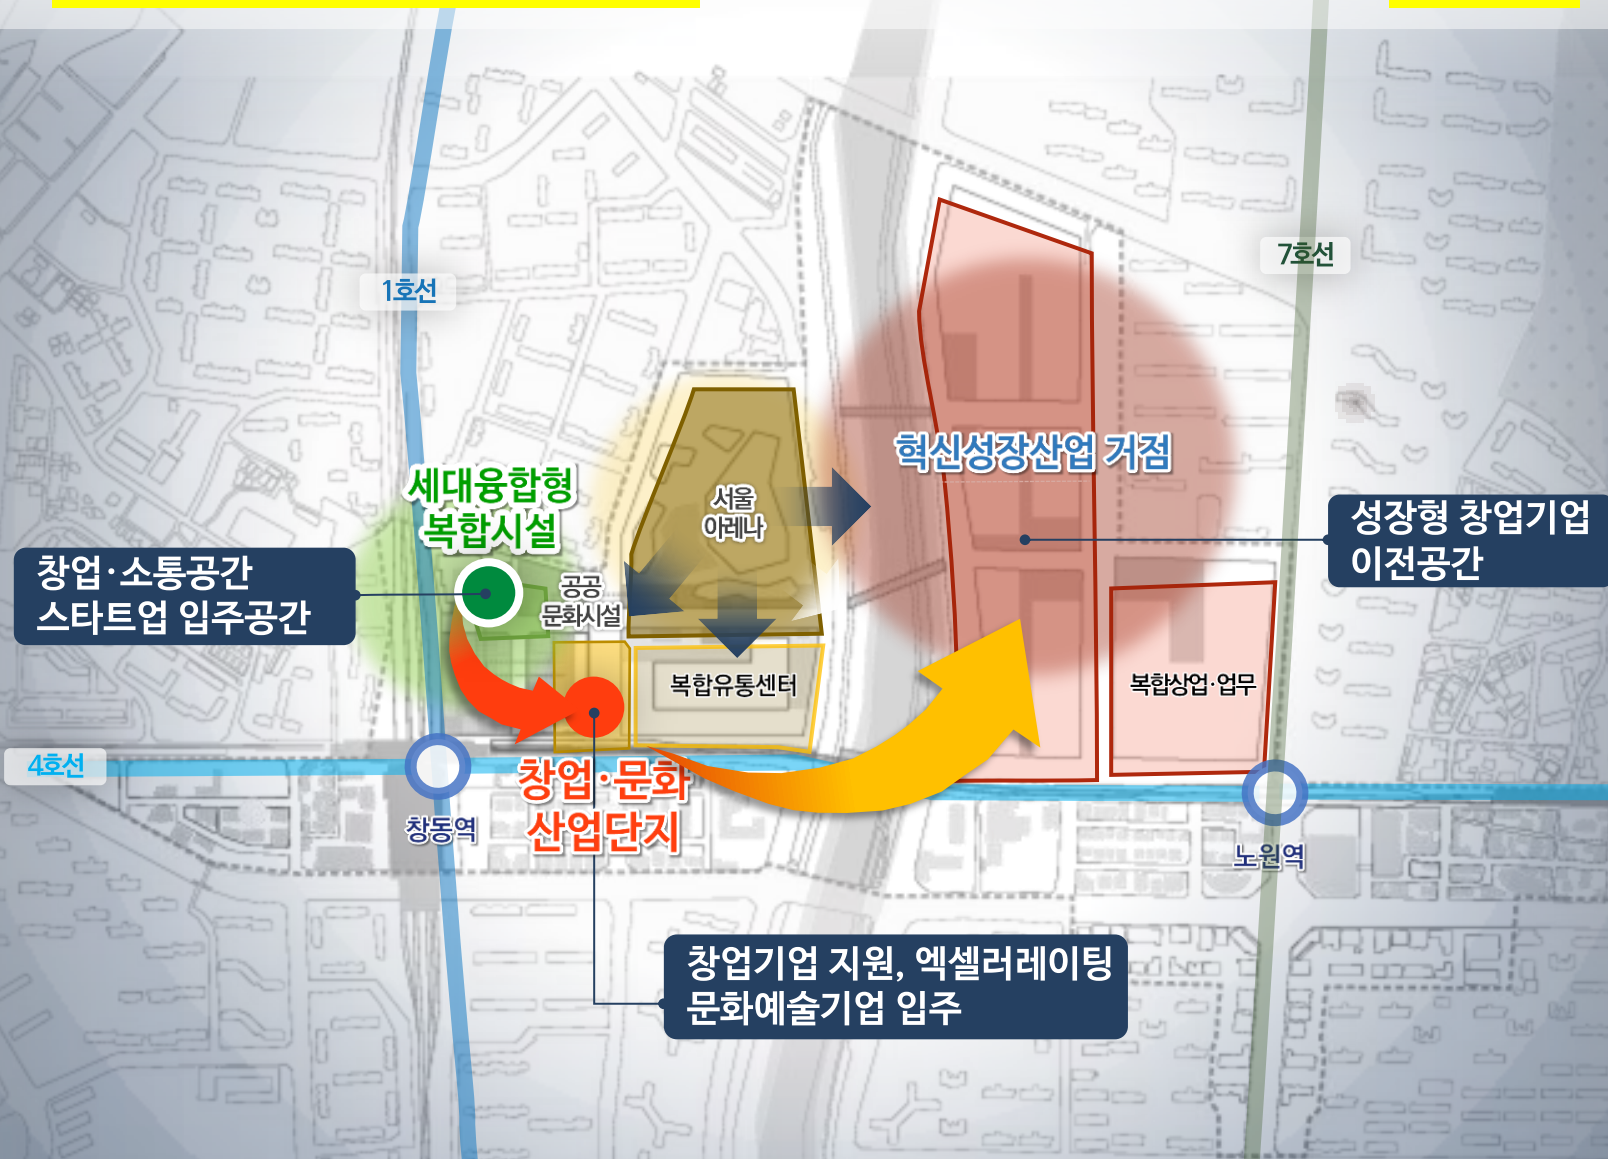 7호선
1호선
혁신성장산업 거점
세대융합형
복합시설
서울
아레나
성장형 창업기업
이전공간
창업·소통공간
스타트업 입주공간
공공
문화시설
복합유통센터
복합상업·업무
4호선
창업·문화
산업단지
창동역
노원역
창업기업 지원, 엑셀러레이팅
문화예술기업 입주